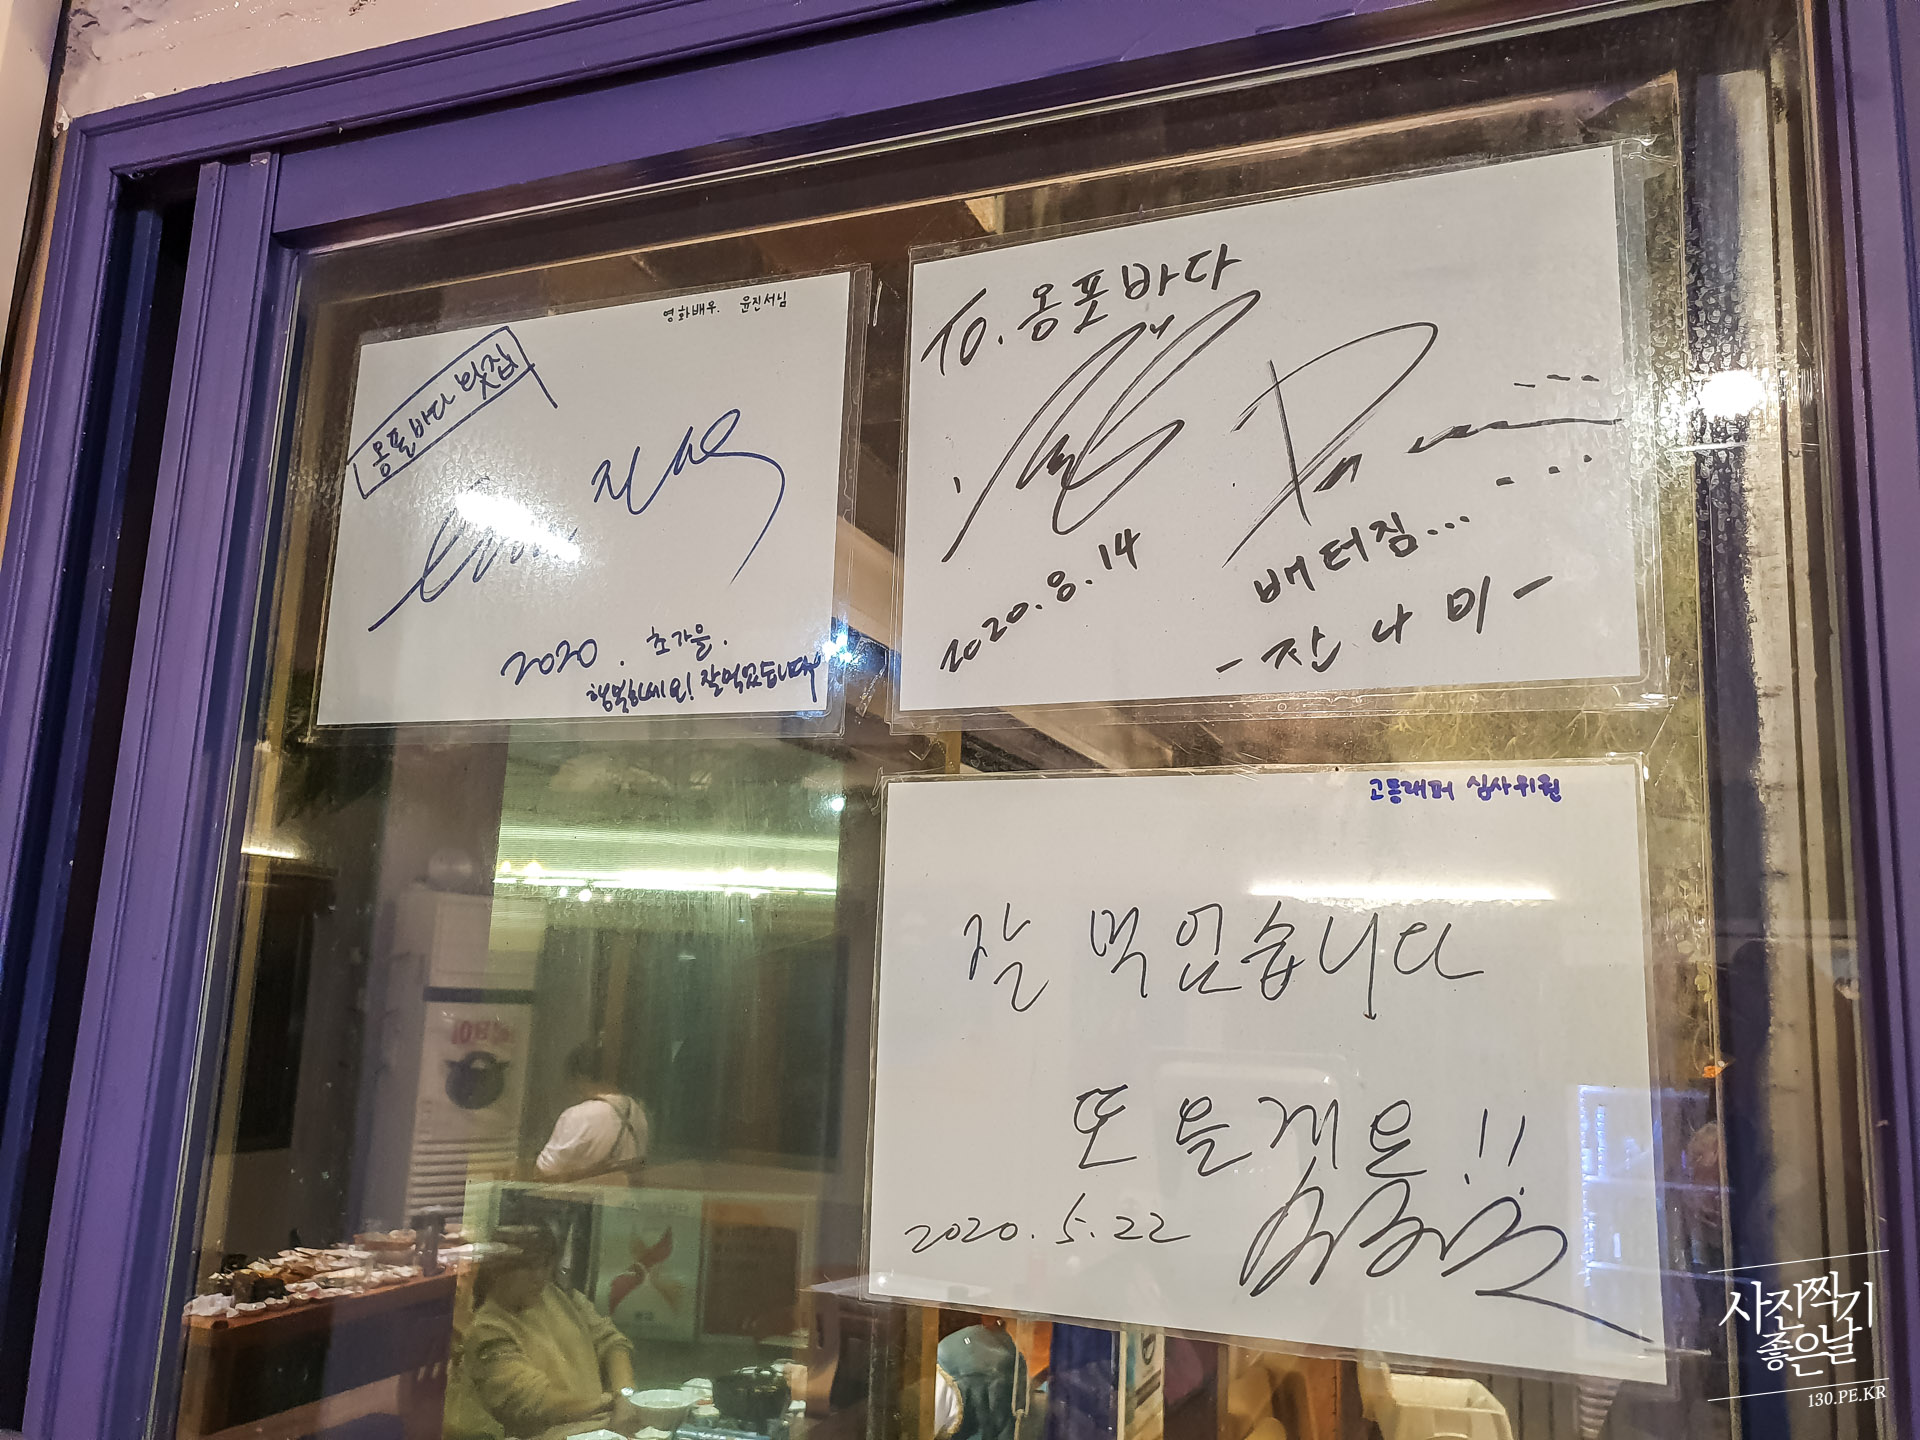 영화배우. 윤진서님
옹포바다 맛집
2020. 초가을.
행복하세요! 잘먹었습니다
To. 옹포바다
2020. 8. 14
배터짐...
- 잔나미 -
고등래퍼 심사위원
잘 먹었습니다
또 올게요!!
2020. 5. 22
사진찍기
좋은날
130.PE.KR